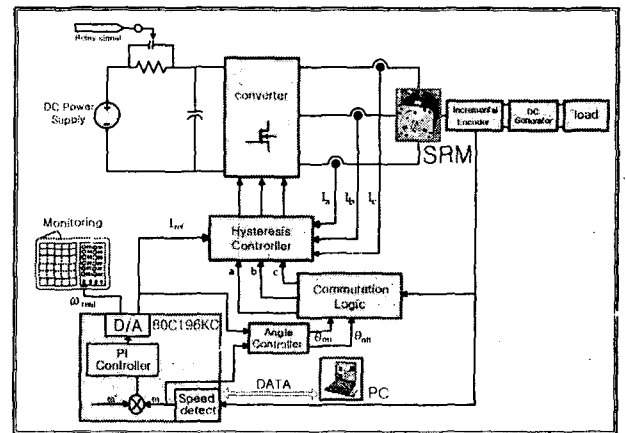 Relay signal
DC Power
Supply
converter
SRM
Incremental
Encoder
DC
Generator
load
Ia
Ib
Ic
Iref
Hysteresis
Controller
Monitoring
ωreal
a
b
c
Commutation
Logic
D/A
80C196KC
Angle
Controller
θon
θoff
PI
Controller
DATA
PC
ω*
ω
Speed
detect